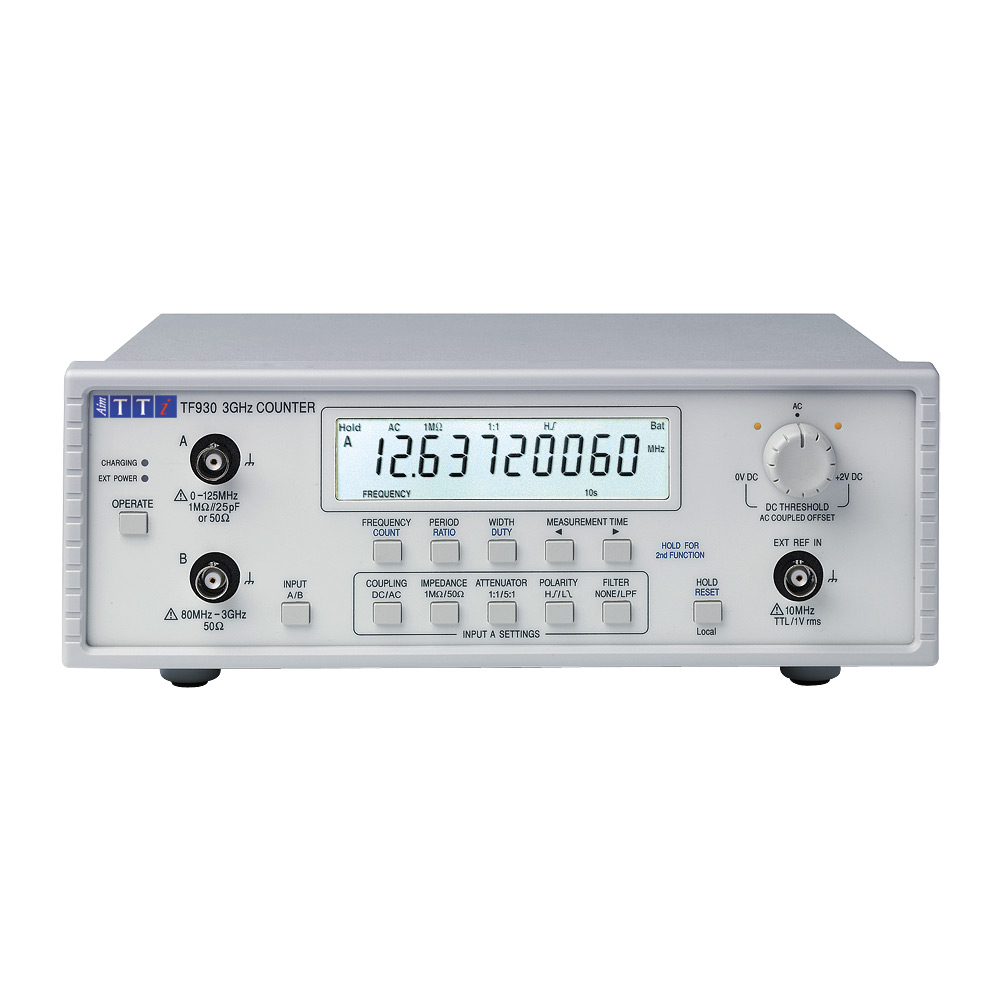 Aim TTi TF930 3GHz COUNTER
Hold AC 1MΩ 1:1 H⎍ Bat
A 12.63720060 MHz
FREQUENCY 10s
A
0–125MHz
1MΩ//25pF
or 50Ω
CHARGING
EXT POWER
OPERATE
B
80MHz–3GHz
50Ω
INPUT
A/B
FREQUENCY
COUNT
PERIOD
RATIO
WIDTH
DUTY
MEASUREMENT TIME
◄ ►
HOLD FOR
2nd FUNCTION
COUPLING
DC/AC
IMPEDANCE
1MΩ/50Ω
ATTENUATOR
1:1/5:1
POLARITY
H⎍/L⎍
FILTER
NONE/LPF
INPUT A SETTINGS
HOLD
RESET
Local
AC
0V DC +2V DC
DC THRESHOLD
AC COUPLED OFFSET
EXT REF IN
10MHz
TTL/1V rms